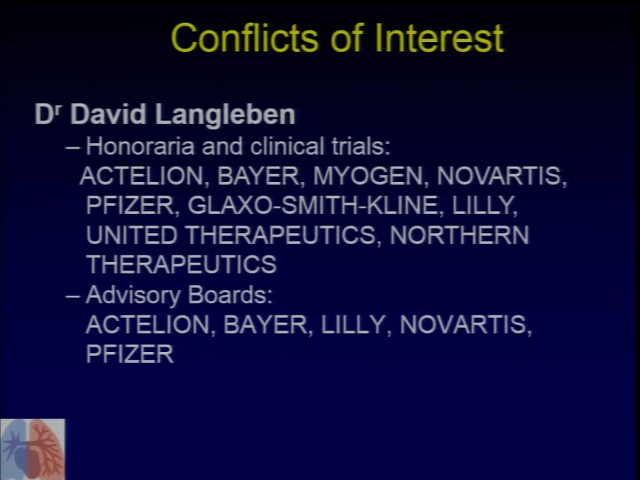 Conflicts of Interest
Dr David Langleben
– Honoraria and clinical trials:
ACTELION, BAYER, MYOGEN, NOVARTIS,
PFIZER, GLAXO-SMITH-KLINE, LILLY,
UNITED THERAPEUTICS, NORTHERN
THERAPEUTICS
– Advisory Boards:
ACTELION, BAYER, LILLY, NOVARTIS,
PFIZER